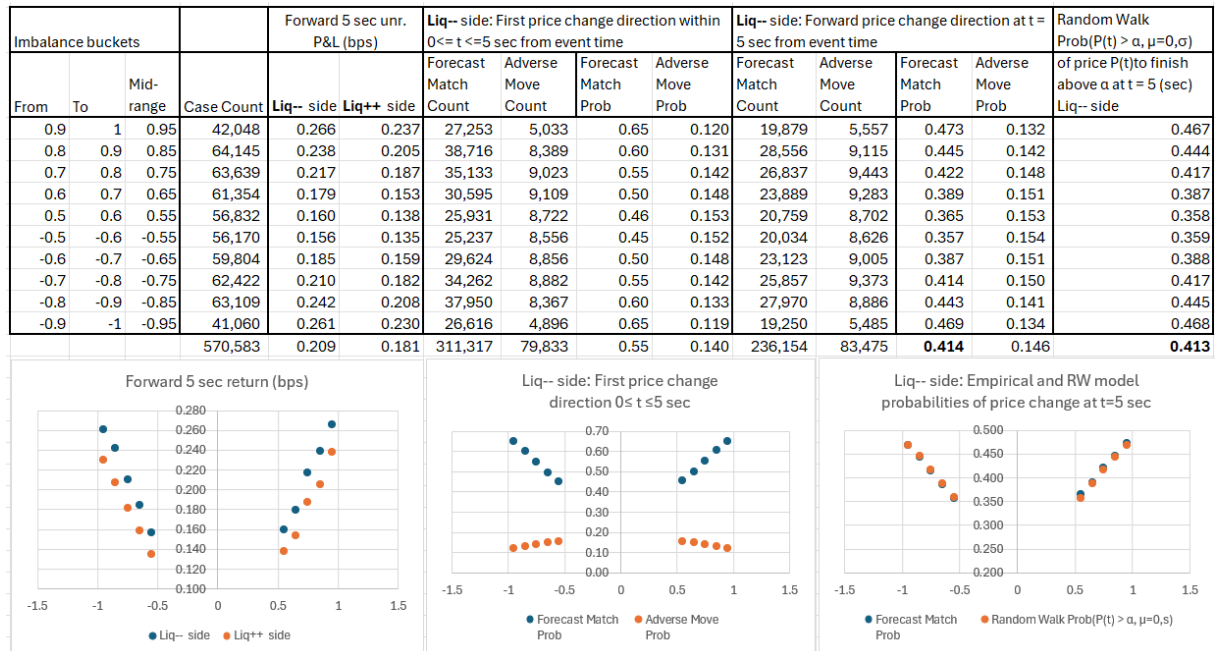 Imbalance buckets
Forward 5 sec unr. P&L (bps)
Liq-- side: First price change direction within 0<= t <=5 sec from event time
Liq-- side: Forward price change direction at t = 5 sec from event time
Random Walk Prob(P(t) > α, μ=0,σ) of price P(t)to finish above α at t = 5 (sec) Liq-- side
From To Mid-range Case Count Liq-- side Liq++ side Forecast Match Count Adverse Move Count Forecast Match Prob Adverse Move Prob Forecast Match Count Adverse Move Count Forecast Match Prob Adverse Move Prob
0.9 1 0.95 42,048 0.266 0.237 27,253 5,033 0.65 0.120 19,879 5,557 0.473 0.132 0.467
0.8 0.9 0.85 64,145 0.238 0.205 38,716 8,389 0.60 0.131 28,556 9,115 0.445 0.142 0.444
0.7 0.8 0.75 63,639 0.217 0.187 35,133 9,023 0.55 0.142 26,837 9,443 0.422 0.148 0.417
0.6 0.7 0.65 61,354 0.179 0.153 30,595 9,109 0.50 0.148 23,889 9,283 0.389 0.151 0.387
0.5 0.6 0.55 56,832 0.160 0.138 25,931 8,722 0.46 0.153 20,759 8,702 0.365 0.153 0.358
-0.5 -0.6 -0.55 56,170 0.156 0.135 25,237 8,556 0.45 0.152 20,034 8,626 0.357 0.154 0.359
-0.6 -0.7 -0.65 59,804 0.185 0.159 29,624 8,856 0.50 0.148 23,123 9,005 0.387 0.151 0.388
-0.7 -0.8 -0.75 62,422 0.210 0.182 34,262 8,882 0.55 0.142 25,857 9,373 0.414 0.150 0.417
-0.8 -0.9 -0.85 63,109 0.242 0.208 37,950 8,367 0.60 0.133 27,970 8,886 0.443 0.141 0.445
-0.9 -1 -0.95 41,060 0.261 0.230 26,616 4,896 0.65 0.119 19,250 5,485 0.469 0.134 0.468
570,583 0.209 0.181 311,317 79,833 0.55 0.140 236,154 83,475 0.414 0.146 0.413
Forward 5 sec return (bps)
0.280
0.260
0.240
0.220
0.200
0.180
0.160
0.140
0.120
0.100
-1.5 -1 -0.5 0 0.5 1 1.5
Liq-- side Liq++ side
Liq-- side: First price change
direction 0≤ t ≤5 sec
0.70
0.60
0.50
0.40
0.30
0.20
0.10
0.00
-1.5 -1 -0.5 0 0.5 1 1.5
Forecast Match Prob Adverse Move Prob
Liq-- side: Empirical and RW model
probabilities of price change at t=5 sec
0.500
0.450
0.400
0.350
0.300
0.250
0.200
-1.5 -1 -0.5 0 0.5 1 1.5
Forecast Match Prob Random Walk Prob(P(t) > α, μ=0,s)